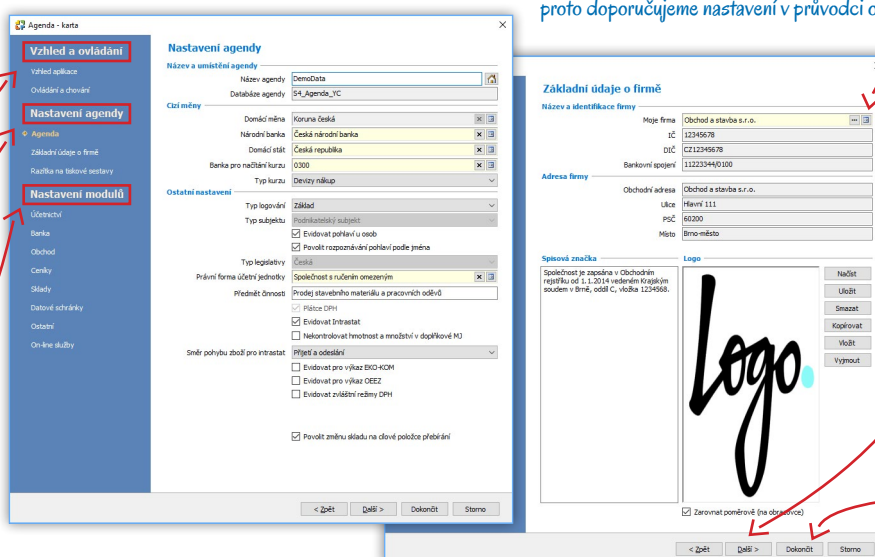 proto doporučujeme nastavení v průvodci
Agenda - karta
Vzhled a ovládání
Vzhled aplikace
Ovládání a chování
Nastavení agendy
Agenda
Základní údaje o firmě
Razítka na tiskové sestavy
Nastavení modulů
Účetnictví
Banka
Obchod
Ceníky
Sklady
Datové schránky
Ostatní
On-line služby
Nastavení agendy
Název a umístění agendy
Název agendy DemoData
Databáze agendy S4_Agenda_YC
Cizí měny
Domácí měna Koruna česká
Národní banka Česká národní banka
Domácí stát Česká republika
Banka pro načítání kurzu 0300
Typ kurzu Devizy nákup
Ostatní nastavení
Typ logování Základ
Typ subjektu Podnikatelský subjekt
Evidovat pohlaví u osob
Povolit rozpoznávání pohlaví podle jména
Typ legislativy Česká
Právní forma účetní jednotky Společnost s ručením omezeným
Předmět činnosti Prodej stavebního materiálu a pracovních oděvů
Plátce DPH
Evidovat Intrastat
Nekontrolovat hmotnost a množství v doplňkové MJ
Směr pohybu zboží pro intrastat Přijetí a odeslání
Evidovat pro výkaz EKO-KOM
Evidovat pro výkaz OEEZ
Evidovat zvláštní režimy DPH
Povolit změnu skladu na cílové položce přebírání
< Zpět Další > Dokončit Storno
Základní údaje o firmě
Název a identifikace firmy
Moje firma Obchod a stavba s.r.o.
IČ 12345678
DIČ CZ12345678
Bankovní spojení 11223344/0100
Adresa firmy
Obchodní adresa Obchod a stavba s.r.o.
Ulice Hlavní 111
PSČ 60200
Místo Brno-město
Spisová značka
Společnost je zapsána v Obchodním
rejstříku od 1.1.2014 vedeném Krajským
soudem v Brně, oddíl C, vložka 1234568.
Logo
Logo.
Načíst
Uložit
Smazat
Kopírovat
Vložit
Vyjmout
Zarovnat poměrově (na obrazovce)
< Zpět Další > Dokončit Storno